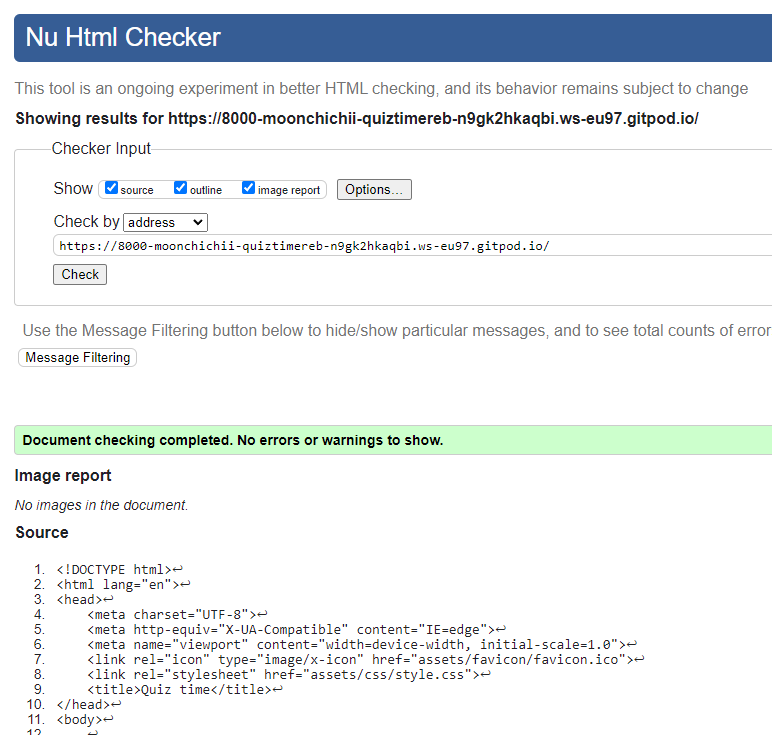 Nu Html Checker
This tool is an ongoing experiment in better HTML checking, and its behavior remains subject to change
Showing results for https://8000-moonchichii-quiztimereb-n9gk2hkaqbi.ws-eu97.gitpod.io/
Checker Input
Show source outline image report Options...
Check by address
https://8000-moonchichii-quiztimereb-n9gk2hkaqbi.ws-eu97.gitpod.io/
Check
Use the Message Filtering button below to hide/show particular messages, and to see total counts of error
Message Filtering
Document checking completed. No errors or warnings to show.
Image report
No images in the document.
Source
1. <!DOCTYPE html>↩
2. <html lang="en">↩
3. <head>↩
4. <meta charset="UTF-8">↩
5. <meta http-equiv="X-UA-Compatible" content="IE=edge">↩
6. <meta name="viewport" content="width=device-width, initial-scale=1.0">↩
7. <link rel="icon" type="image/x-icon" href="assets/favicon/favicon.ico">↩
8. <link rel="stylesheet" href="assets/css/style.css">↩
9. <title>Quiz time</title>↩
10. </head>↩
11. <body>↩
12. ↩